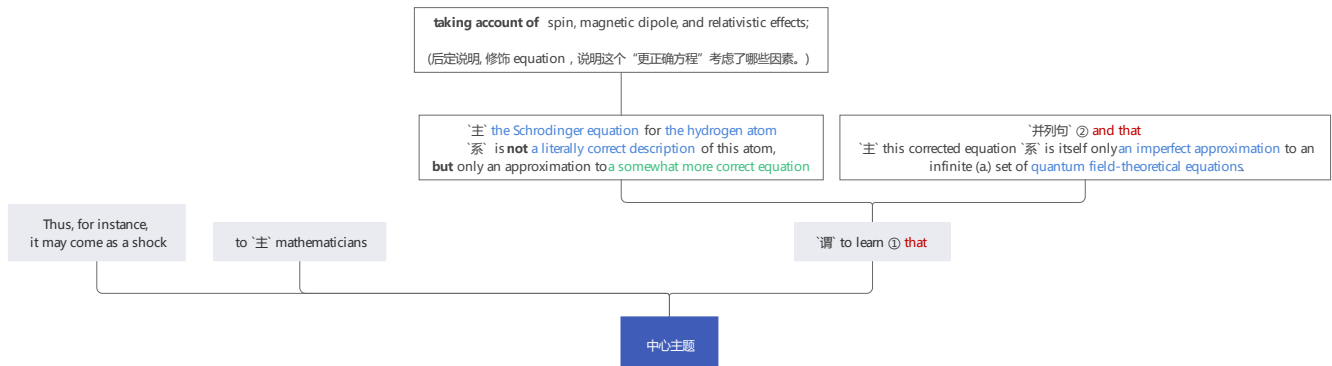 taking account of spin, magnetic dipole, and relativistic effects;
(后定说明, 修饰 equation , 说明这个“更正确方程”考虑了哪些因素。)
`主` the Schrodinger equation for the hydrogen atom
`系` is not a literally correct description of this atom,
but only an approximation to a somewhat more correct equation
`并列句` ② and that
`主` this corrected equation `系` is itself only an imperfect approximation to an
infinite (a.) set of quantum field-theoretical equations.
Thus, for instance,
it may come as a shock
to `主` mathematicians
`谓` to learn ① that
中心主题